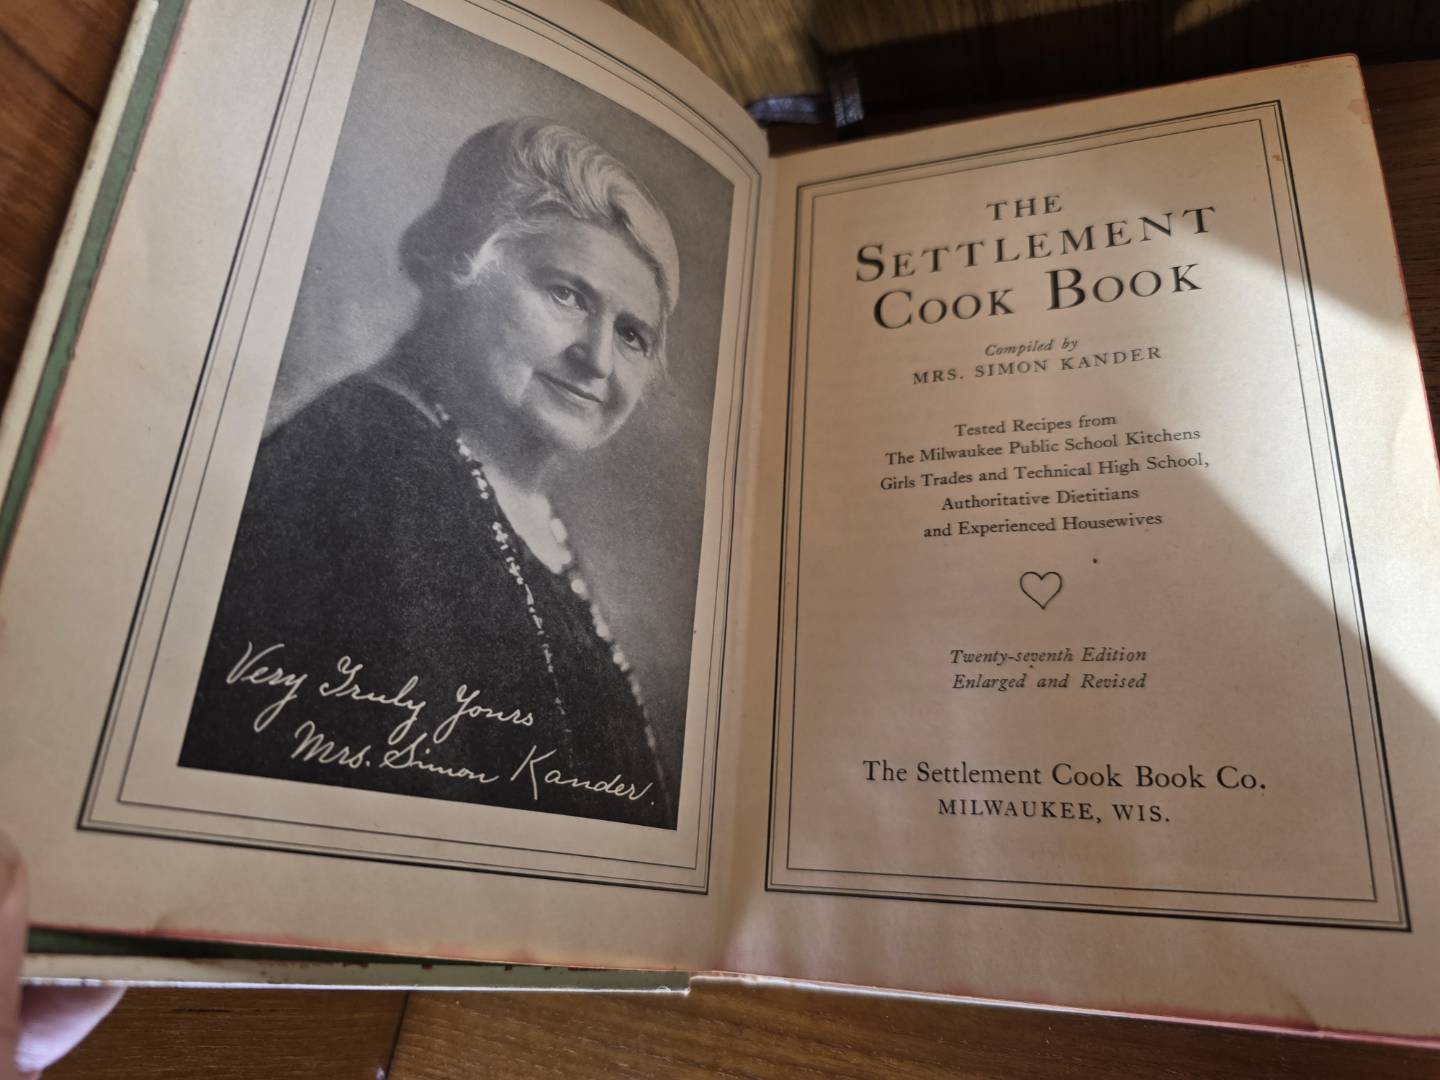 Very Truly Yours
Mrs. Simon Kander.
THE
SETTLEMENT
COOK BOOK
Compiled by
MRS. SIMON KANDER
Tested Recipes from
The Milwaukee Public School Kitchens
Girls Trades and Technical High School,
Authoritative Dietitians
and Experienced Housewives
Twenty-seventh Edition
Enlarged and Revised
The Settlement Cook Book Co.
MILWAUKEE, WIS.